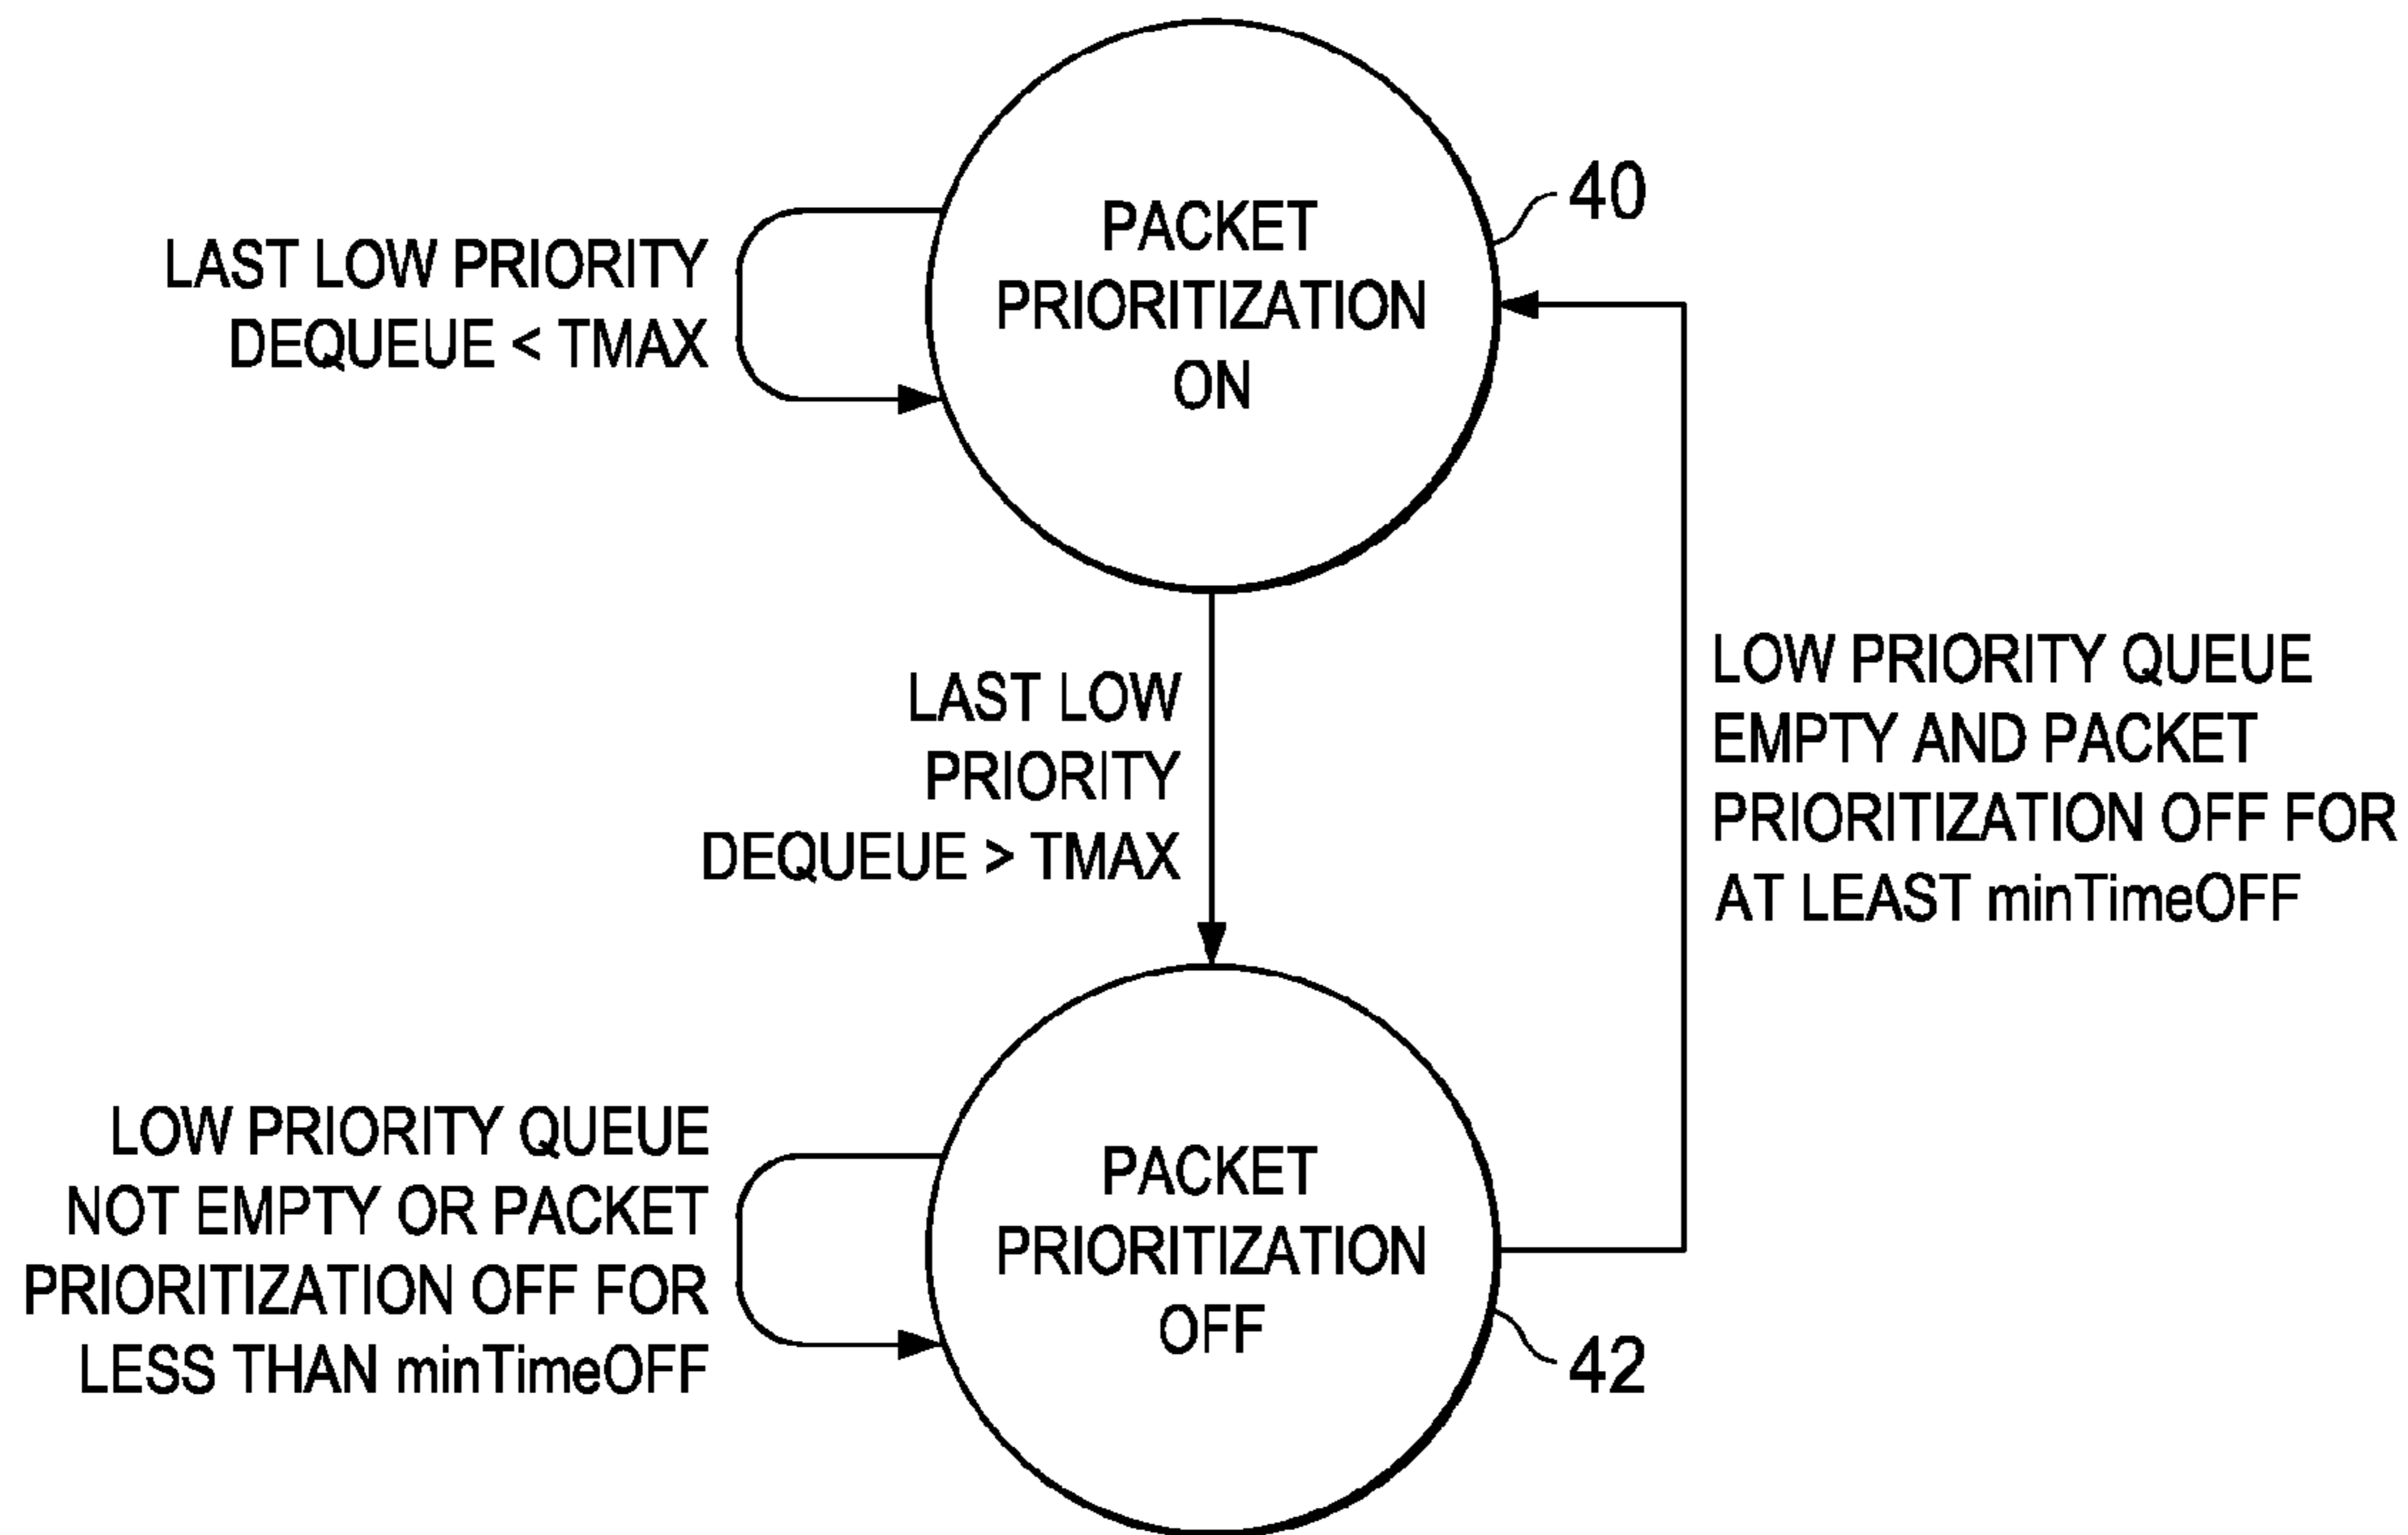 PACKET
PRIORITIZATION
ON
40
LAST LOW PRIORITY
DEQUEUE < TMAX
LAST LOW
PRIORITY
DEQUEUE > TMAX
LOW PRIORITY QUEUE
EMPTY AND PACKET
PRIORITIZATION OFF FOR
AT LEAST minTimeOFF
LOW PRIORITY QUEUE
NOT EMPTY OR PACKET
PRIORITIZATION OFF FOR
LESS THAN minTimeOFF
PACKET
PRIORITIZATION
OFF
42